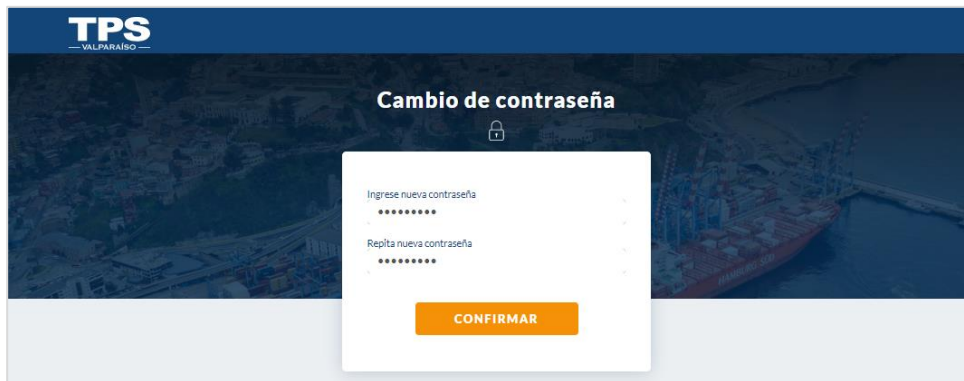 TPS
VALPARAÍSO
Cambio de contraseña
Ingrese nueva contraseña
•••••••••
Repita nueva contraseña
•••••••••
CONFIRMAR